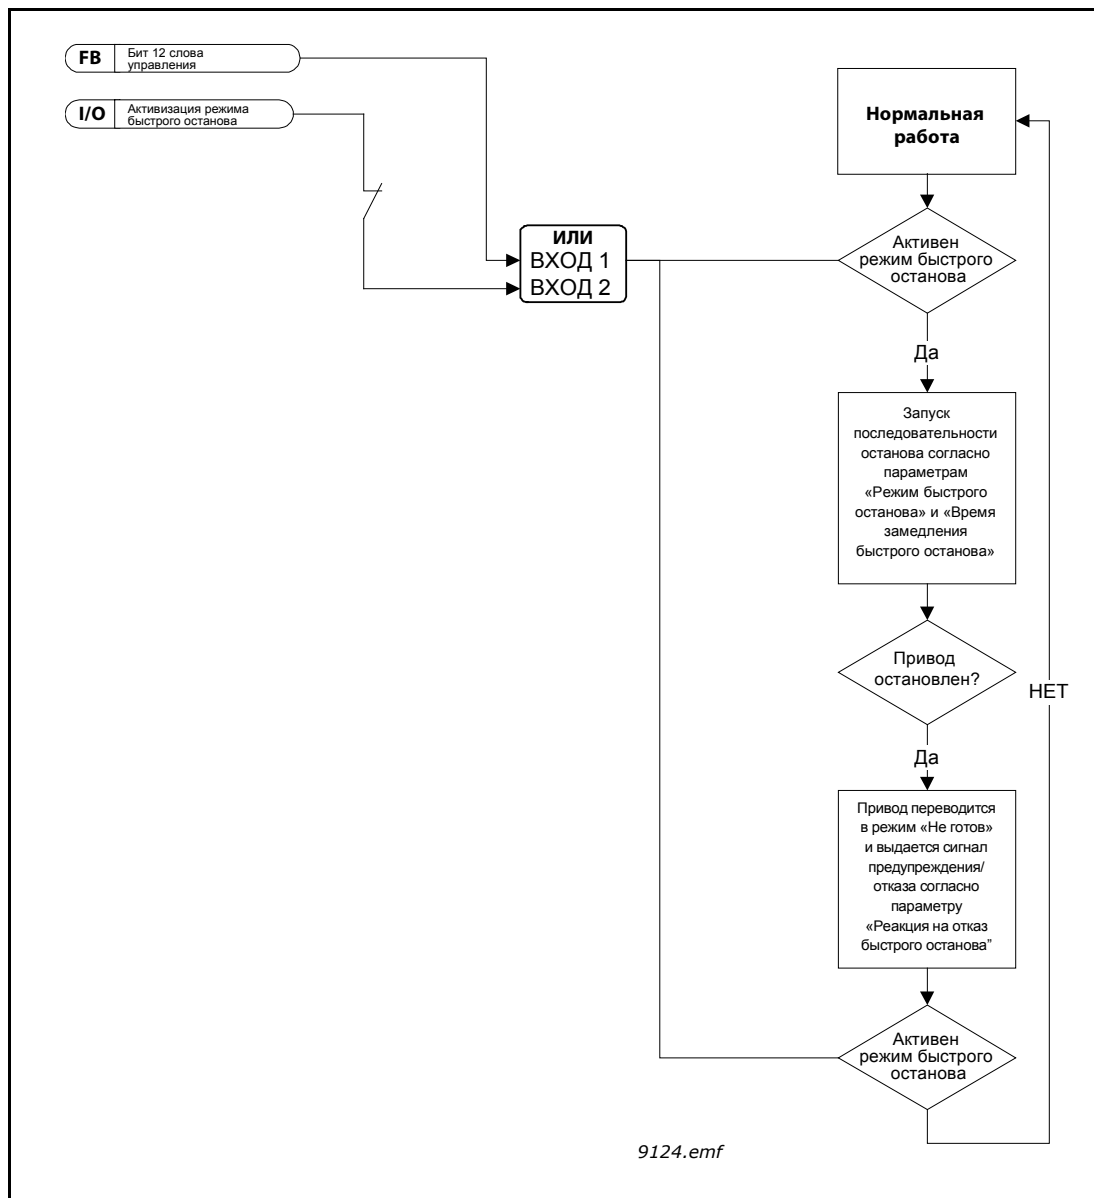 FB
Бит 12 слова
управления
I/O
Активизация режима
быстрого останова
ИЛИ
ВХОД 1
ВХОД 2
Нормальная
работа
Активен
режим быстрого
останова
Да
Запуск
последовательности
останова согласно
параметрам
«Режим быстрого
останова» и «Время
замедления
быстрого останова»
Привод
остановлен?
НЕТ
Да
Привод переводится
в режим «Не готов»
и выдается сигнал
предупреждения/
отказа согласно
параметру
«Реакция на отказ
быстрого останова”
Активен
режим быстрого
останова
9124.emf